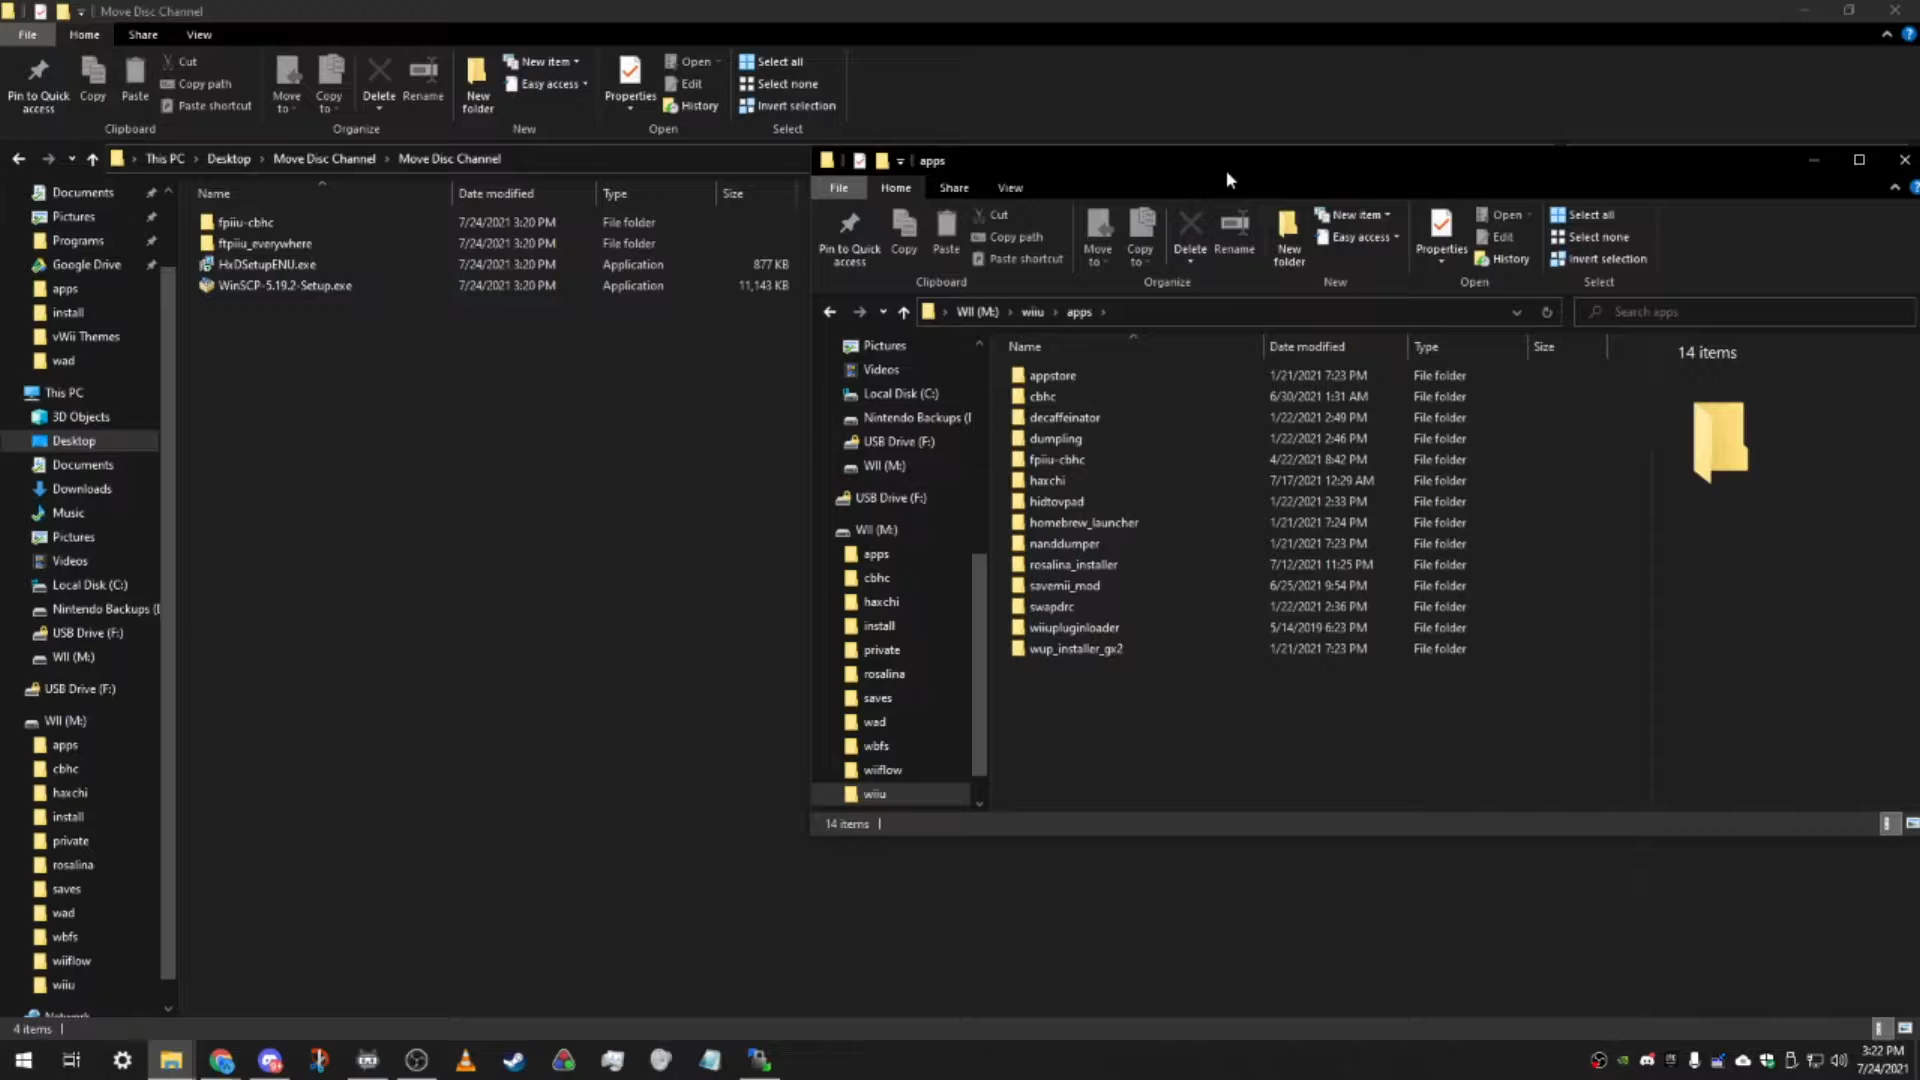 Move Disc Channel
File Home Share View
Pin to Quick access
Copy
Paste
Cut
Copy path
Paste shortcut
Clipboard
Move to
Copy to
Delete
Rename
Organize
New folder
New item
Easy access
New
Properties
Open
Edit
History
Open
Select all
Select none
Invert selection
Select
This PC > Desktop > Move Disc Channel > Move Disc Channel
Documents
Pictures
Programs
Google Drive
apps
install
vWii Themes
wad
This PC
3D Objects
Desktop
Documents
Downloads
Music
Pictures
Videos
Local Disk (C:)
Nintendo Backups (
USB Drive (F:)
WII (M:)
USB Drive (F:)
WII (M:)
apps
cbhc
haxchi
install
private
rosalina
saves
wad
wbfs
wiiflow
wiiu
Network
4 items
Name Date modified Type Size
fpiiu-cbhc 7/24/2021 3:20 PM File folder
ftpiiu_everywhere 7/24/2021 3:20 PM File folder
HxDSetupENU.exe 7/24/2021 3:20 PM Application 877 KB
WinSCP-5.19.2-Setup.exe 7/24/2021 3:20 PM Application 11,143 KB
apps
File Home Share View
Pin to Quick access
Copy
Paste
Cut
Copy path
Paste shortcut
Clipboard
Move to
Copy to
Delete
Rename
Organize
New folder
New item
Easy access
New
Properties
Open
Edit
History
Open
Select all
Select none
Invert selection
Select
WII (M:) > wiiu > apps >
Search apps
Pictures
Videos
Local Disk (C:)
Nintendo Backups (
USB Drive (F:)
WII (M:)
USB Drive (F:)
WII (M:)
apps
cbhc
haxchi
install
private
rosalina
saves
wad
wbfs
wiiflow
wiiu
Name Date modified Type Size
appstore 1/21/2021 7:23 PM File folder
cbhc 6/30/2021 1:31 AM File folder
decaffeinator 1/22/2021 2:49 PM File folder
dumpling 1/22/2021 2:46 PM File folder
fpiiu-cbhc 4/22/2021 8:42 PM File folder
haxchi 7/17/2021 12:29 AM File folder
hidtovpad 1/22/2021 2:33 PM File folder
homebrew_launcher 1/21/2021 7:24 PM File folder
nanddumper 1/21/2021 7:23 PM File folder
rosalina_installer 7/12/2021 11:25 PM File folder
savemii_mod 6/25/2021 9:54 PM File folder
swapdrc 1/22/2021 2:36 PM File folder
wiiupluginloader 5/14/2019 6:23 PM File folder
wup_installer_gx2 1/21/2021 7:23 PM File folder
14 items
14 items
3:22 PM
7/24/2021